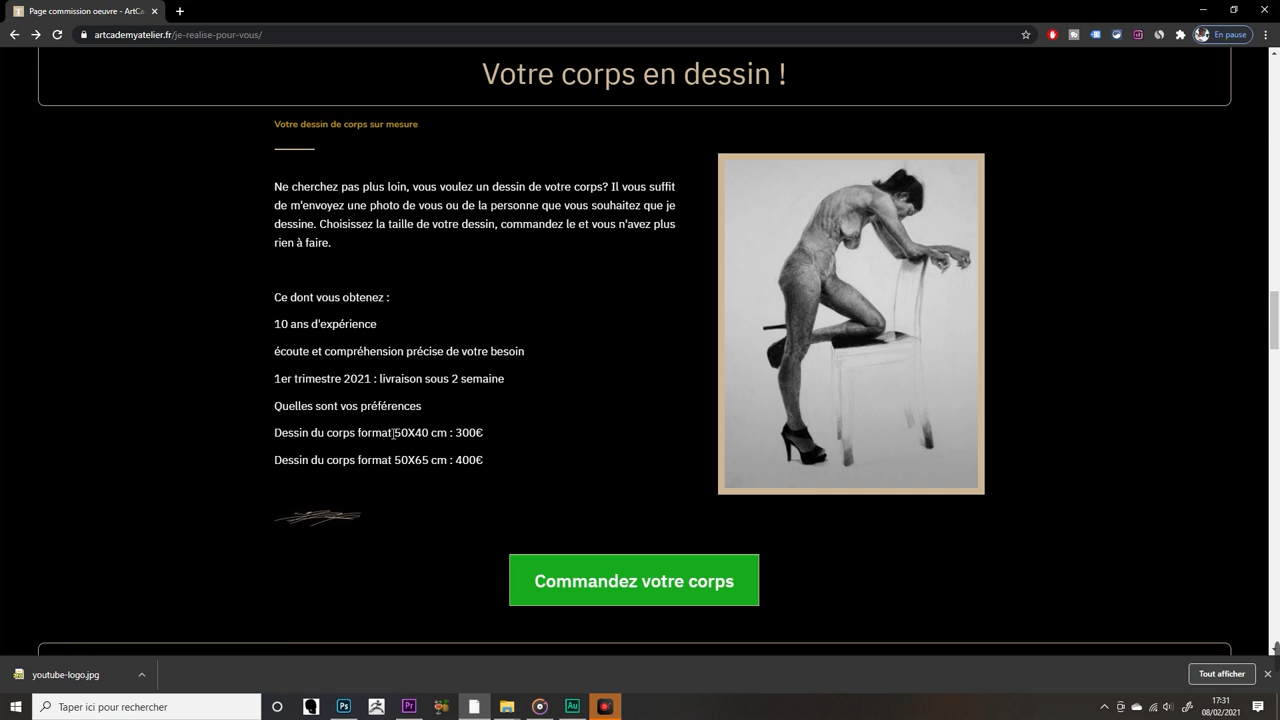 Page commission oeuvre - ArtCa
artcademyatelier.fr/je-realise-pour-vous/
En pause
Votre corps en dessin !
Votre dessin de corps sur mesure
Ne cherchez pas plus loin, vous voulez un dessin de votre corps? Il vous suffit
de m'envoyez une photo de vous ou de la personne que vous souhaitez que je
dessine. Choisissez la taille de votre dessin, commandez le et vous n'avez plus
rien à faire.
Ce dont vous obtenez :
10 ans d'expérience
écoute et compréhension précise de votre besoin
1er trimestre 2021 : livraison sous 2 semaine
Quelles sont vos préférences
Dessin du corps format 50X40 cm : 300€
Dessin du corps format 50X65 cm : 400€
Commandez votre corps
youtube-logo.jpg
Tout afficher
Taper ici pour rechercher
Ps
Pr
Au
17:31
08/02/2021